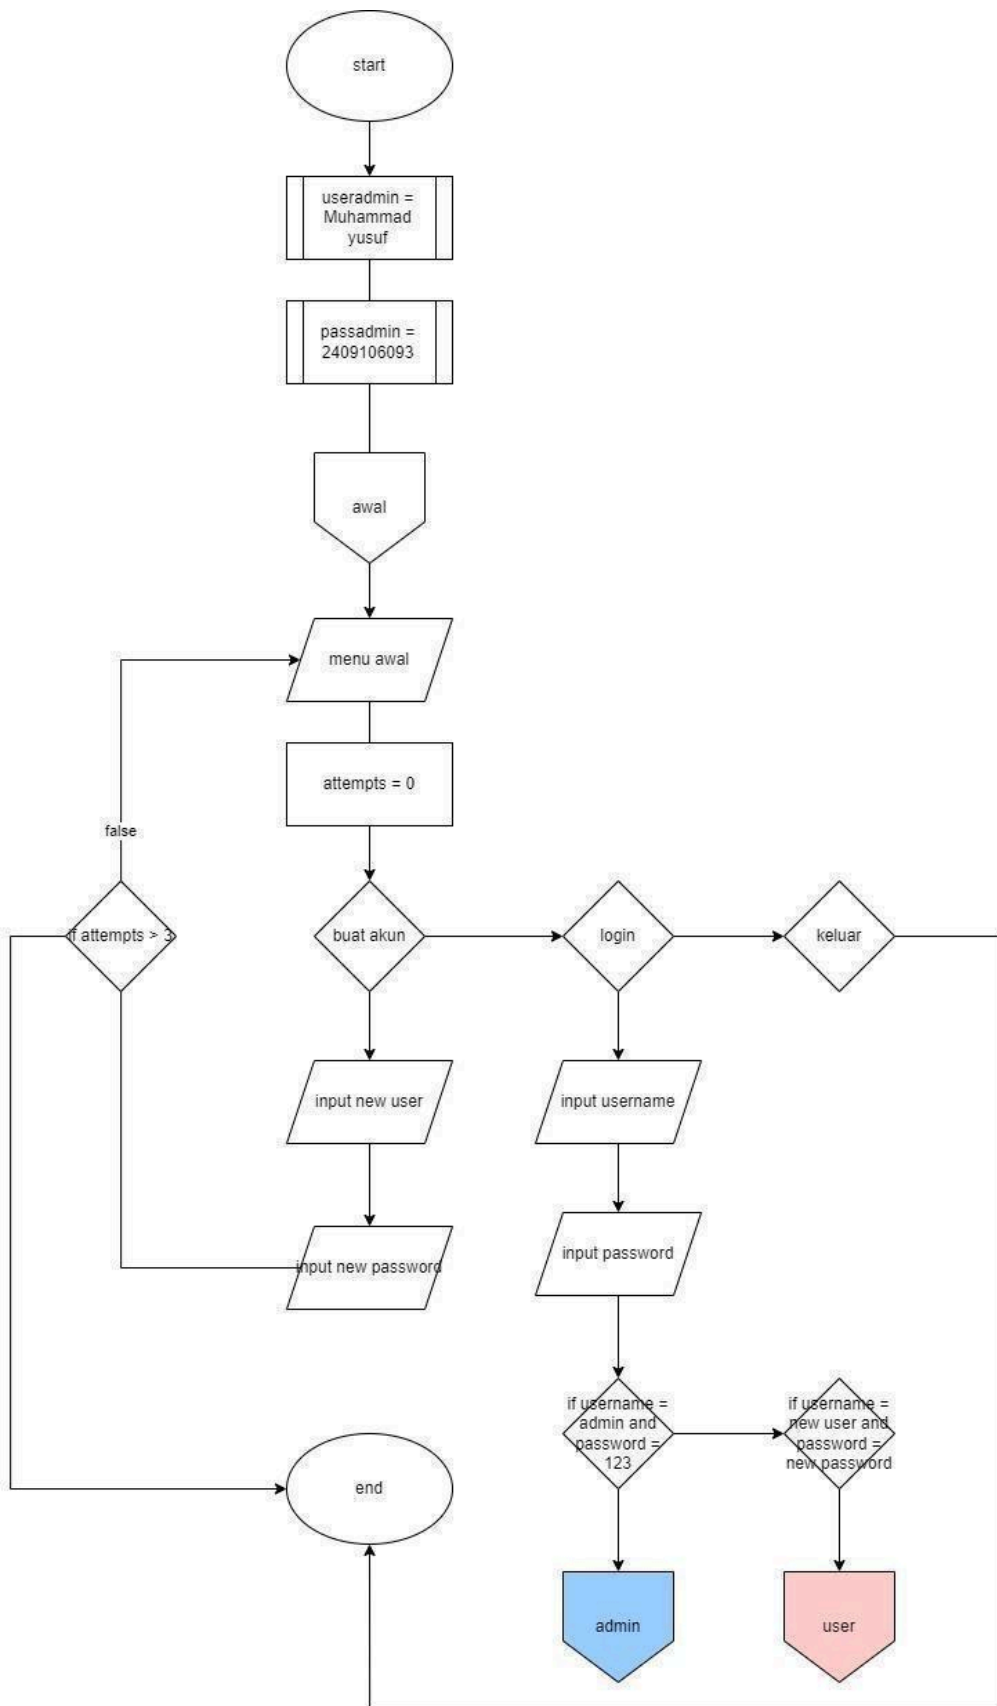 start
useradmin =
Muhammad
yusuf
passadmin =
2409106093
awal
menu awal
attempts = 0
false
if attempts > 3
buat akun
login
keluar
input new user
input username
input new password
input password
if username =
admin and
password =
123
if username =
new user and
password =
new password
end
admin
user